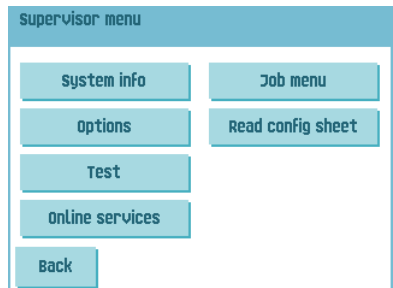 Supervisor menu
System info
Job menu
Options
Read config sheet
Test
Online services
Back